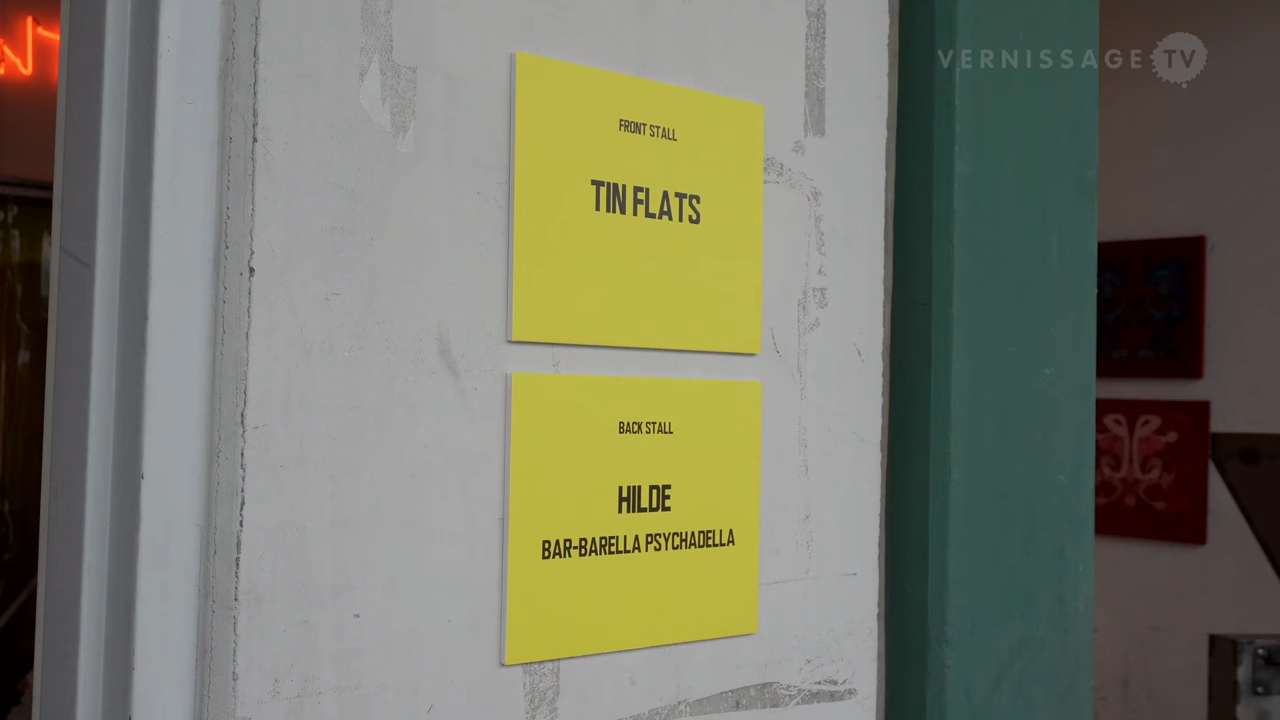 VERNISSAGE TV
FRONT STALL
TIN FLATS
BACK STALL
HILDE
BAR-BARELLA PSYCHADELLA